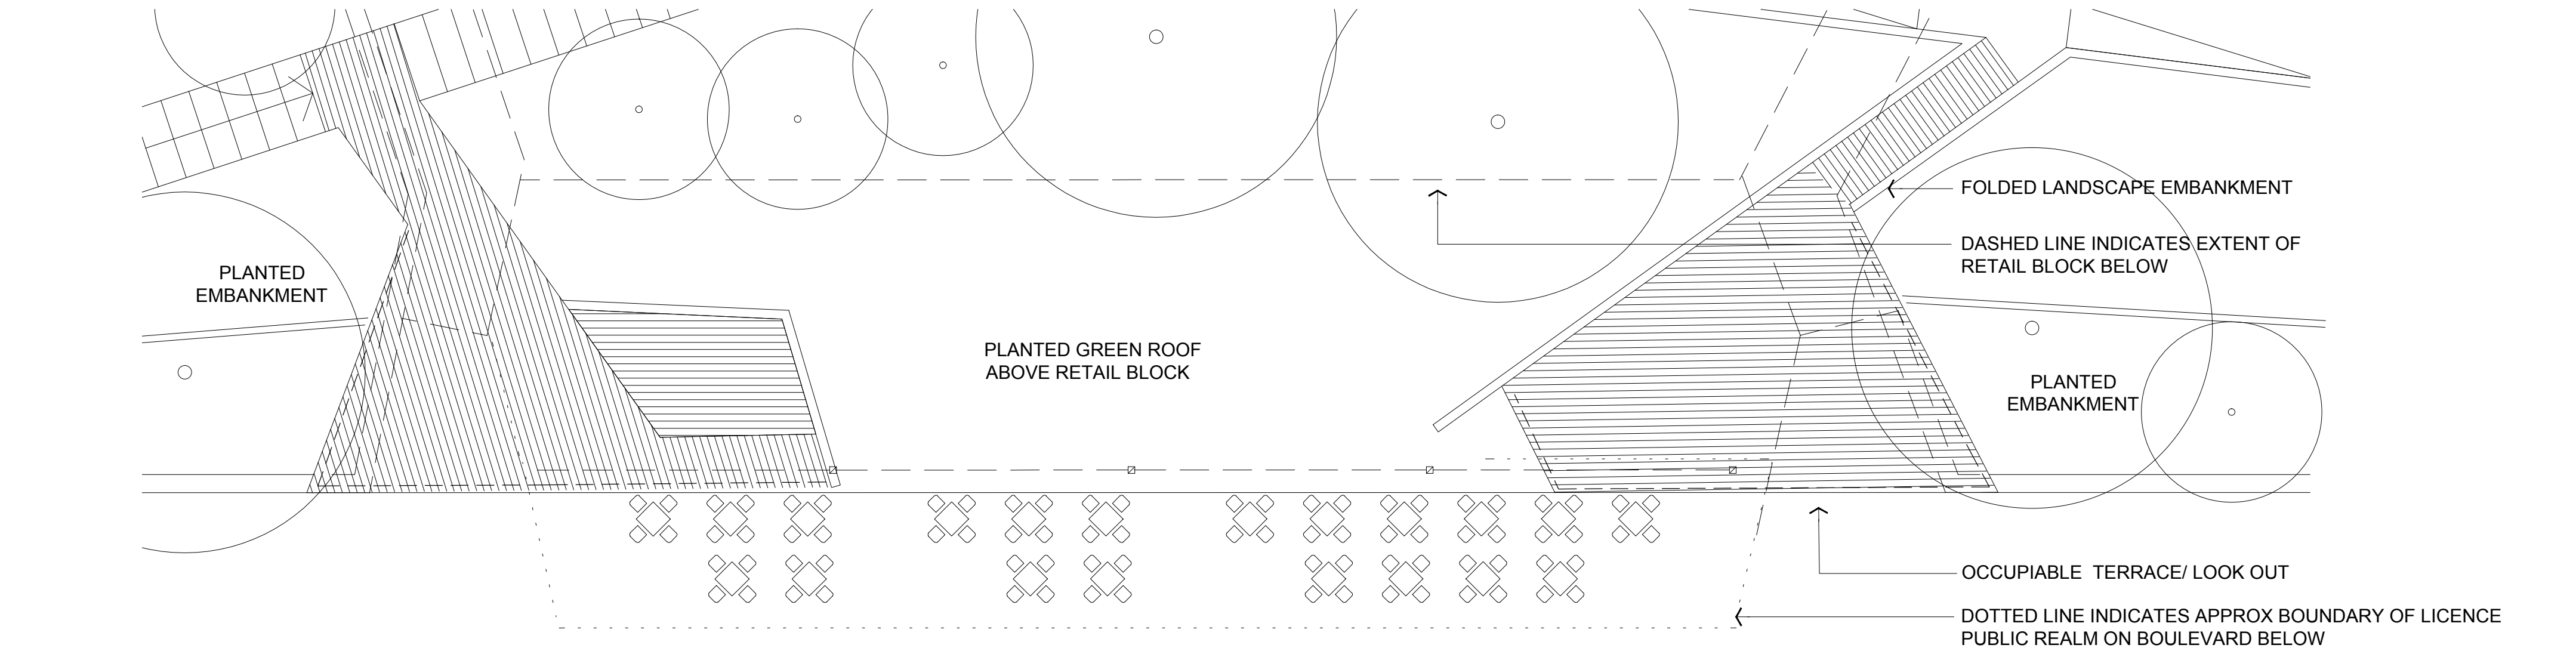 FOLDED LANDSCAPE EMBANKMENT
DASHED LINE INDICATES EXTENT OF
RETAIL BLOCK BELOW
PLANTED
EMBANKMENT
PLANTED GREEN ROOF
ABOVE RETAIL BLOCK
PLANTED
EMBANKMENT
OCCUPIABLE TERRACE/ LOOK OUT
DOTTED LINE INDICATES APPROX BOUNDARY OF LICENCE
PUBLIC REALM ON BOULEVARD BELOW